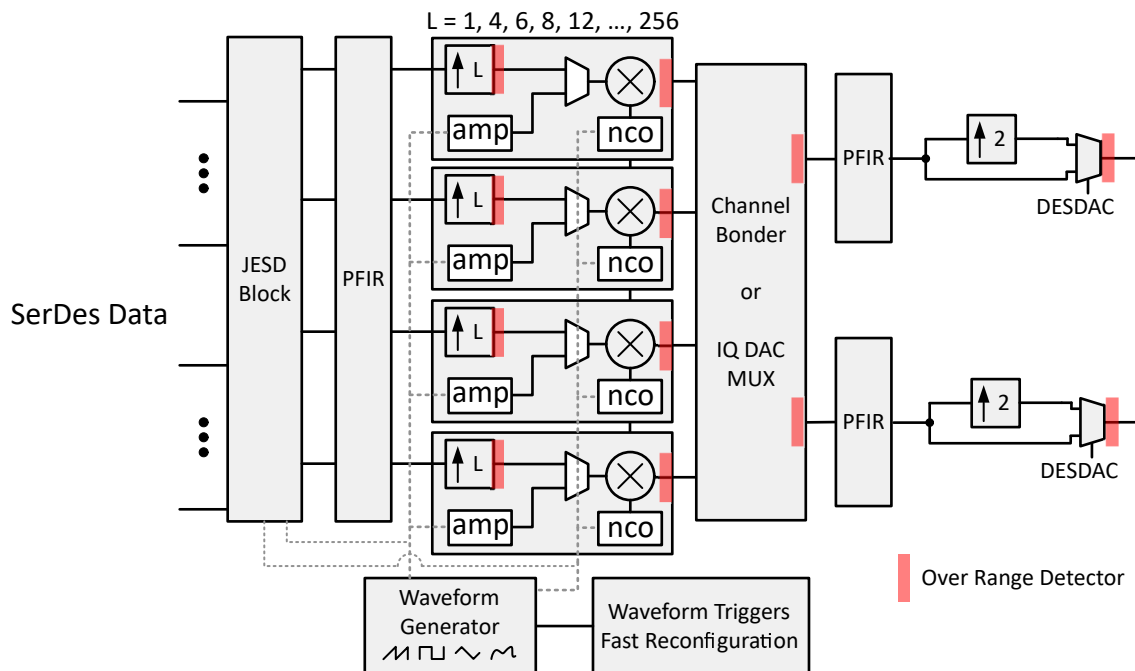 L = 1, 4, 6, 8, 12, ..., 256
SerDes Data
JESD
Block
PFIR
L
amp
nco
L
amp
nco
L
amp
nco
L
amp
nco
Channel
Bonder
or
IQ DAC
MUX
PFIR
2
DESDAC
PFIR
2
DESDAC
Waveform
Generator
Waveform Triggers
Fast Reconfiguration
Over Range Detector